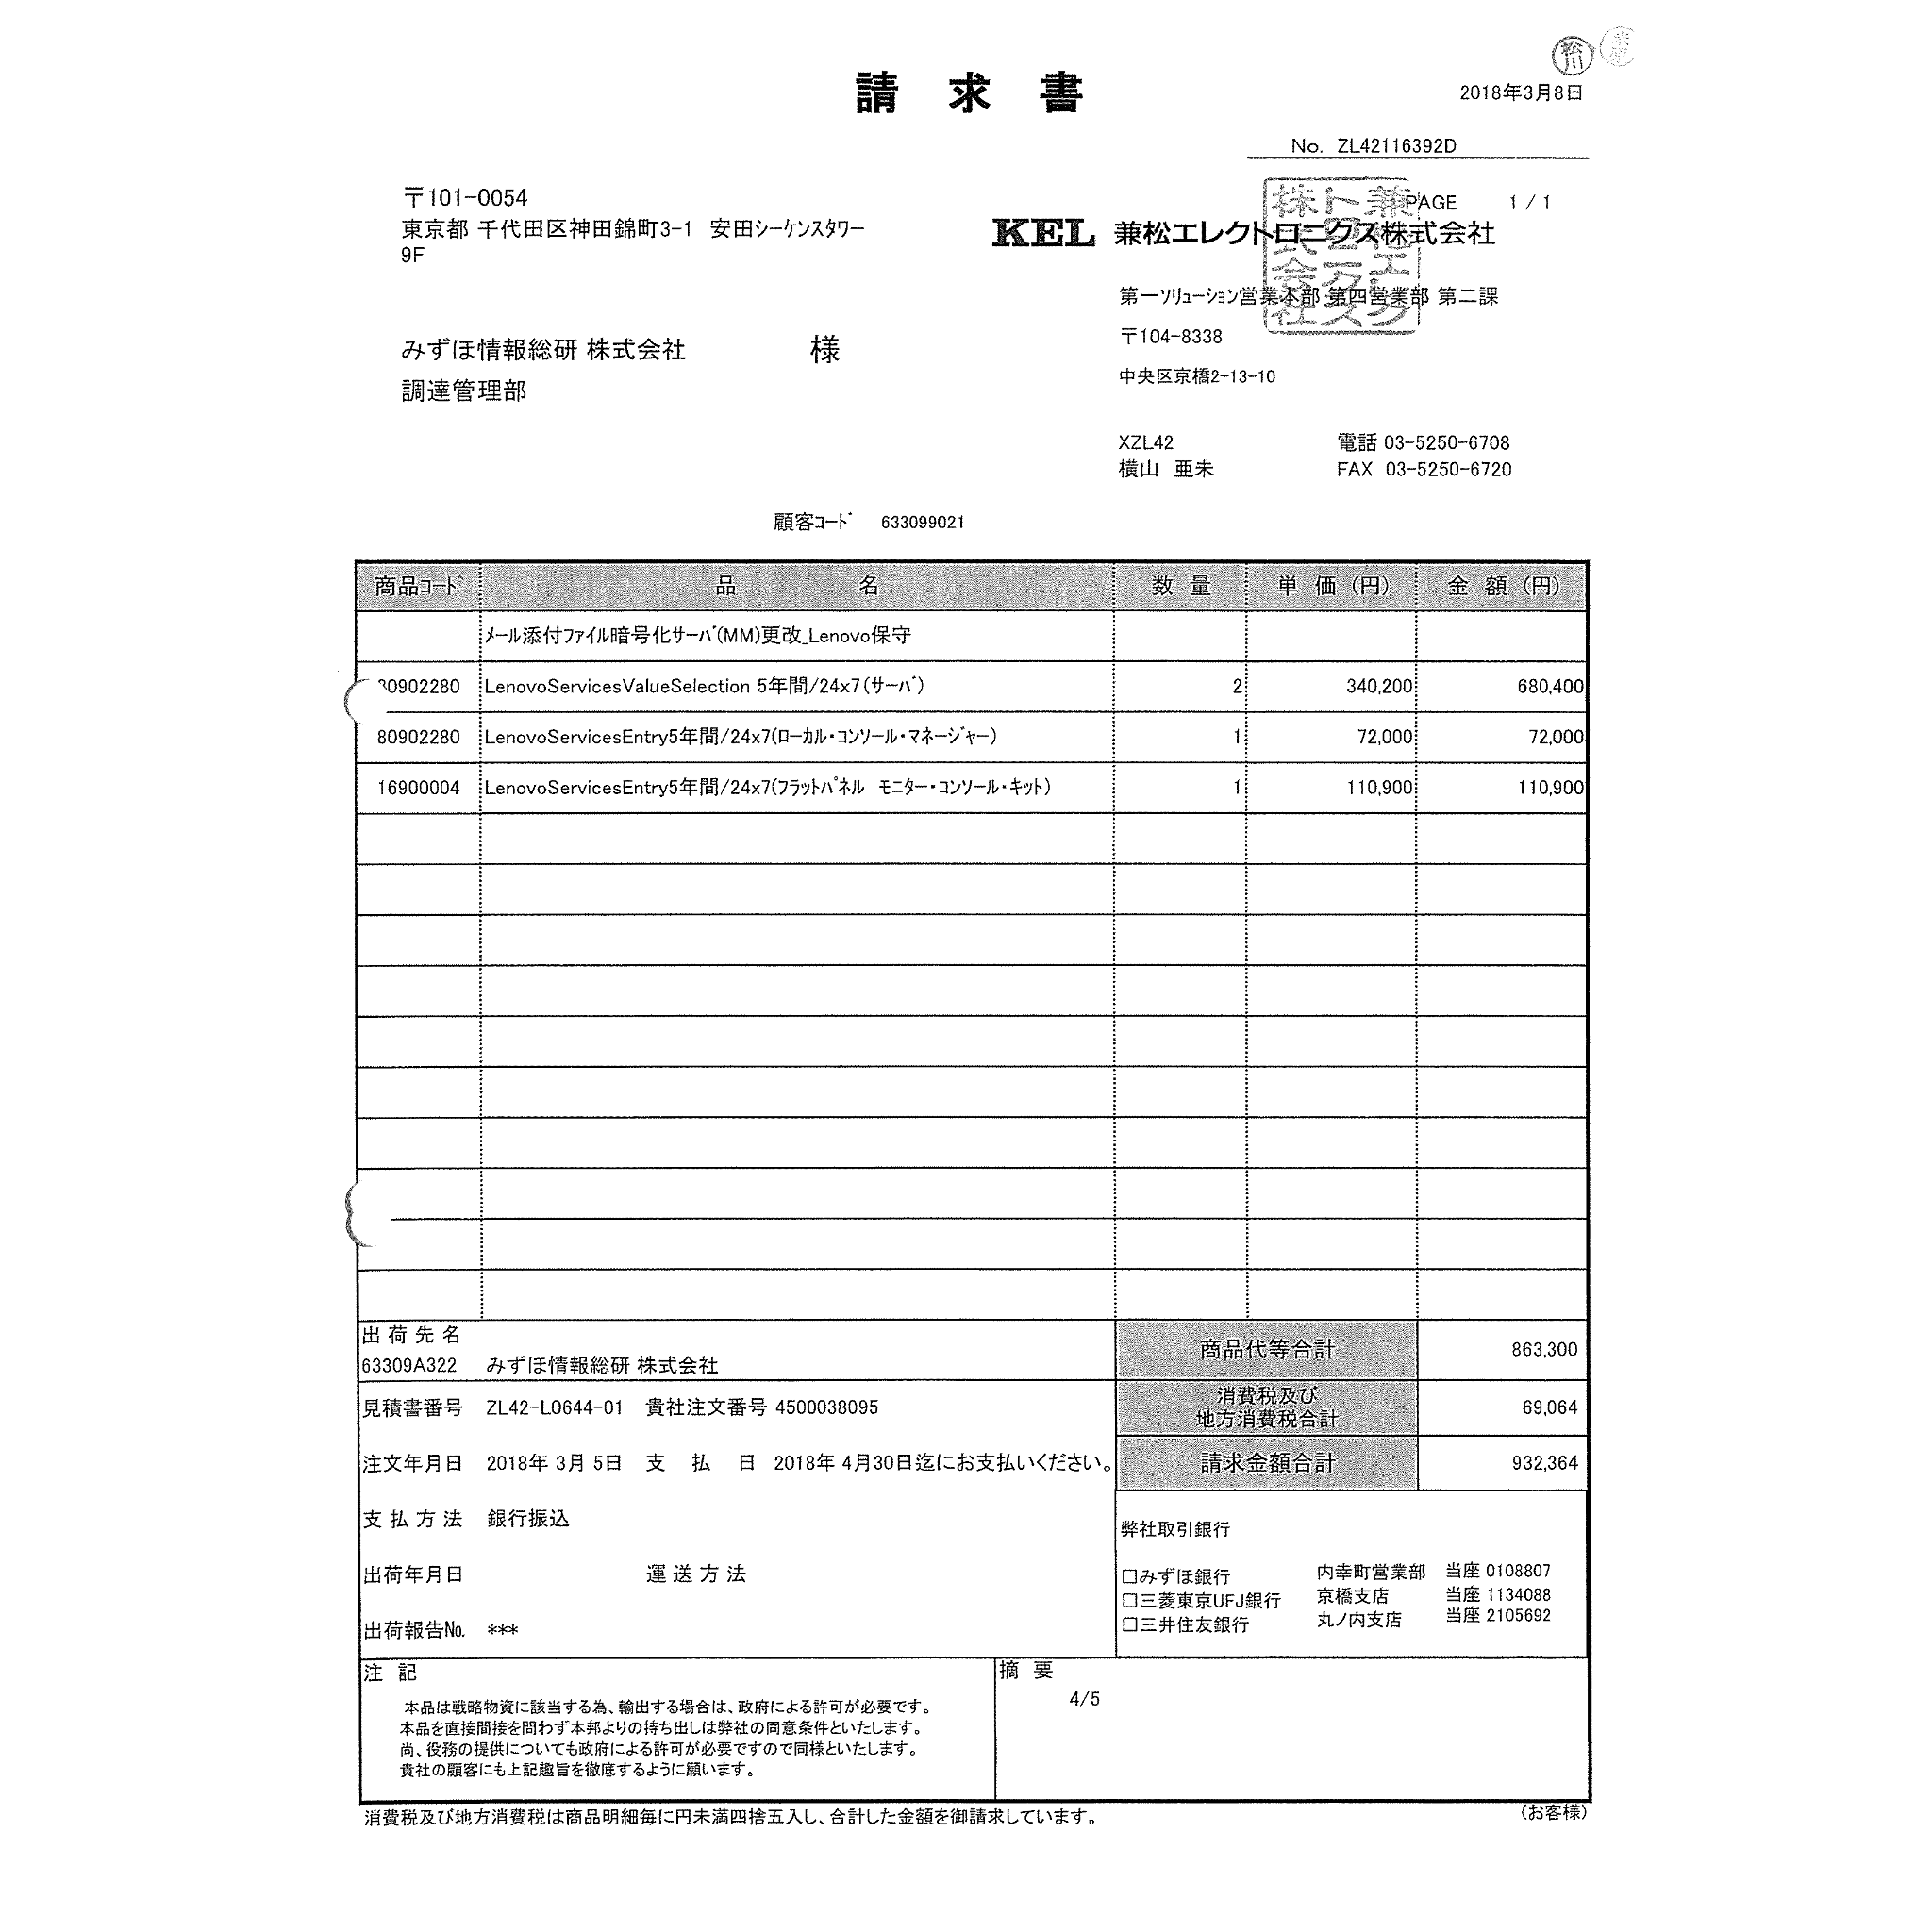 請 求 書
2018年3月8日
No. ZL42116392D
PAGE 1 / 1
〒101-0054
東京都 千代田区神田錦町3-1 安田シーケンスタワー
9F
KEL 兼松エレクトロニクス株式会社
第一ソリューション営業本部 第四営業部 第二課
〒104-8338
みずほ情報総研 株式会社 様
中央区京橋2-13-10
調達管理部
XZL42 電話 03-5250-6708
横山 亜未 FAX 03-5250-6720
顧客コード 633099021
商品コード 品 名 数 量 単 価 (円) 金 額 (円)
メール添付ファイル暗号化サーバ(MM)更改_Lenovo保守
0902280 LenovoServicesValueSelection 5年間/24x7(サーバ) 2 340,200 680,400
80902280 LenovoServicesEntry5年間/24x7(ローカル・コンソール・マネージャー) 1 72,000 72,000
16900004 LenovoServicesEntry5年間/24x7(フラットパネル モニター・コンソール・キット) 1 110,900 110,900
出 荷 先 名
63309A322 みずほ情報総研 株式会社
商品代等合計 863,300
見積書番号 ZL42-L0644-01 貴社注文番号 4500038095
消費税及び
地方消費税合計 69,064
注文年月日 2018年 3月 5日 支 払 日 2018年 4月30日迄にお支払いください。
請求金額合計 932,364
支 払 方 法 銀行振込
出荷年月日 運 送 方 法
出荷報告No. ***
弊社取引銀行
□みずほ銀行 内幸町営業部 当座 0108807
□三菱東京UFJ銀行 京橋支店 当座 1134088
□三井住友銀行 丸ノ内支店 当座 2105692
注 記
本品は戦略物資に該当する為、輸出する場合は、政府による許可が必要です。
本品を直接間接を問わず本邦よりの持ち出しは弊社の同意条件といたします。
尚、役務の提供についても政府による許可が必要ですので同様といたします。
貴社の顧客にも上記趣旨を徹底するように願います。
摘 要
4/5
消費税及び地方消費税は商品明細毎に円未満四捨五入し、合計した金額を御請求しています。
(お客様)